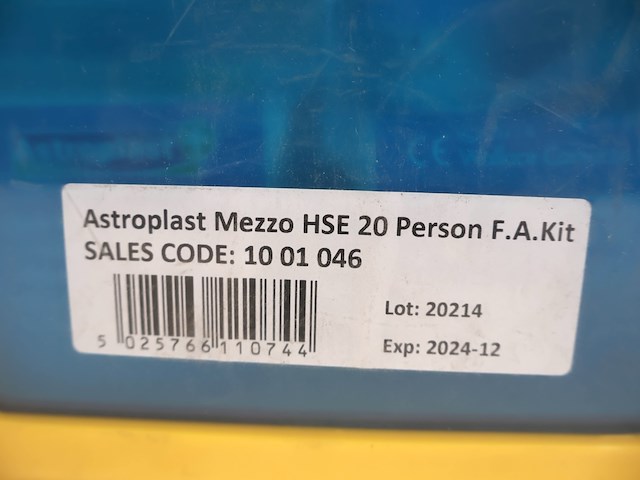 Astroplast Mezzo HSE 20 Person F.A.Kit
SALES CODE: 10 01 046
Lot: 20214
Exp: 2024-12
5 025766 110744